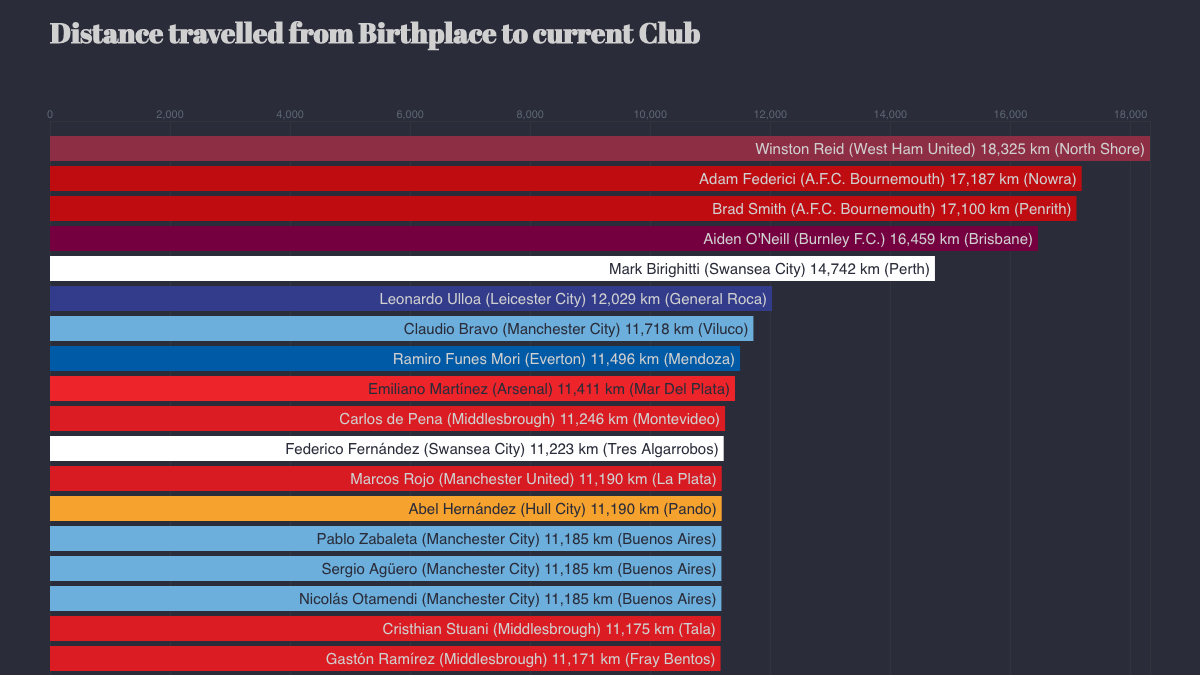 Distance travelled from Birthplace to current Club
0 2,000 4,000 6,000 8,000 10,000 12,000 14,000 16,000 18,000
Winston Reid (West Ham United) 18,325 km (North Shore)
Adam Federici (A.F.C. Bournemouth) 17,187 km (Nowra)
Brad Smith (A.F.C. Bournemouth) 17,100 km (Penrith)
Aiden O'Neill (Burnley F.C.) 16,459 km (Brisbane)
Mark Birighitti (Swansea City) 14,742 km (Perth)
Leonardo Ulloa (Leicester City) 12,029 km (General Roca)
Claudio Bravo (Manchester City) 11,718 km (Viluco)
Ramiro Funes Mori (Everton) 11,496 km (Mendoza)
Emiliano Martínez (Arsenal) 11,411 km (Mar Del Plata)
Carlos de Pena (Middlesbrough) 11,246 km (Montevideo)
Federico Fernández (Swansea City) 11,223 km (Tres Algarrobos)
Marcos Rojo (Manchester United) 11,190 km (La Plata)
Abel Hernández (Hull City) 11,190 km (Pando)
Pablo Zabaleta (Manchester City) 11,185 km (Buenos Aires)
Sergio Agüero (Manchester City) 11,185 km (Buenos Aires)
Nicolás Otamendi (Manchester City) 11,185 km (Buenos Aires)
Cristhian Stuani (Middlesbrough) 11,175 km (Tala)
Gastón Ramírez (Middlesbrough) 11,171 km (Fray Bentos)